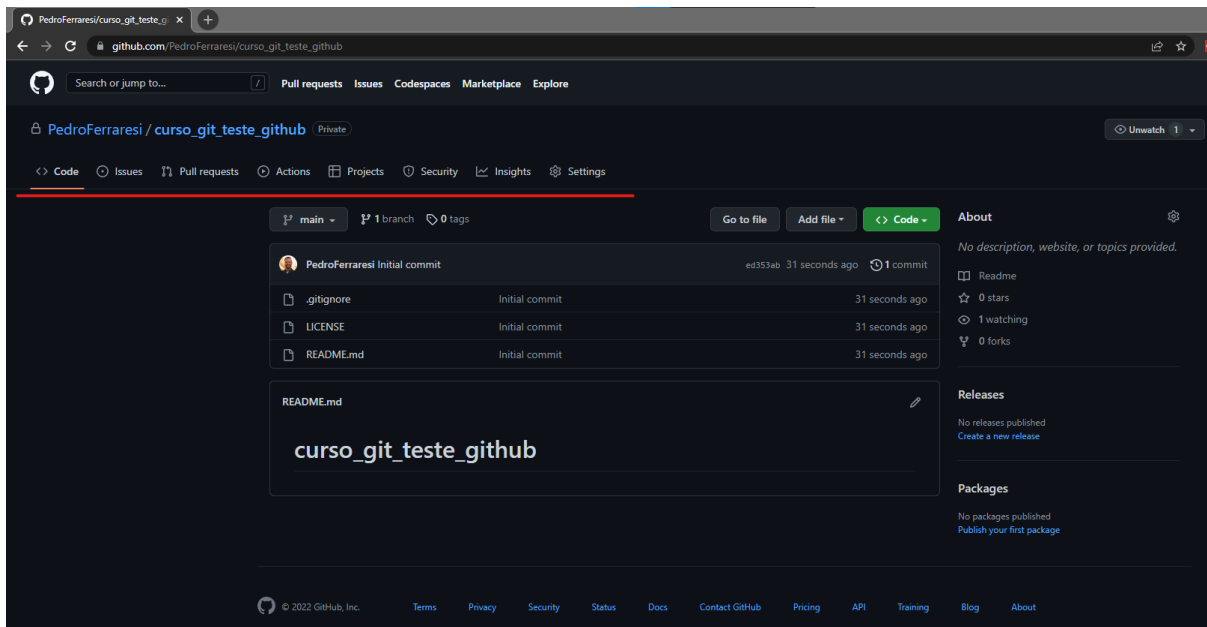 PedroFerraresi/curso_git_teste_g
github.com/PedroFerraresi/curso_git_teste_github
Search or jump to... / Pull requests Issues Codespaces Marketplace Explore
PedroFerraresi / curso_git_teste_github Private Unwatch 1
Code Issues Pull requests Actions Projects Security Insights Settings
main 1 branch 0 tags Go to file Add file Code About
No description, website, or topics provided.
PedroFerraresi Initial commit ed353ab 31 seconds ago 1 commit
Readme
.gitignore Initial commit 31 seconds ago
0 stars
LICENSE Initial commit 31 seconds ago
1 watching
README.md Initial commit 31 seconds ago
0 forks
README.md
curso_git_teste_github
Releases
No releases published
Create a new release
Packages
No packages published
Publish your first package
© 2022 GitHub, Inc. Terms Privacy Security Status Docs Contact GitHub Pricing API Training Blog About